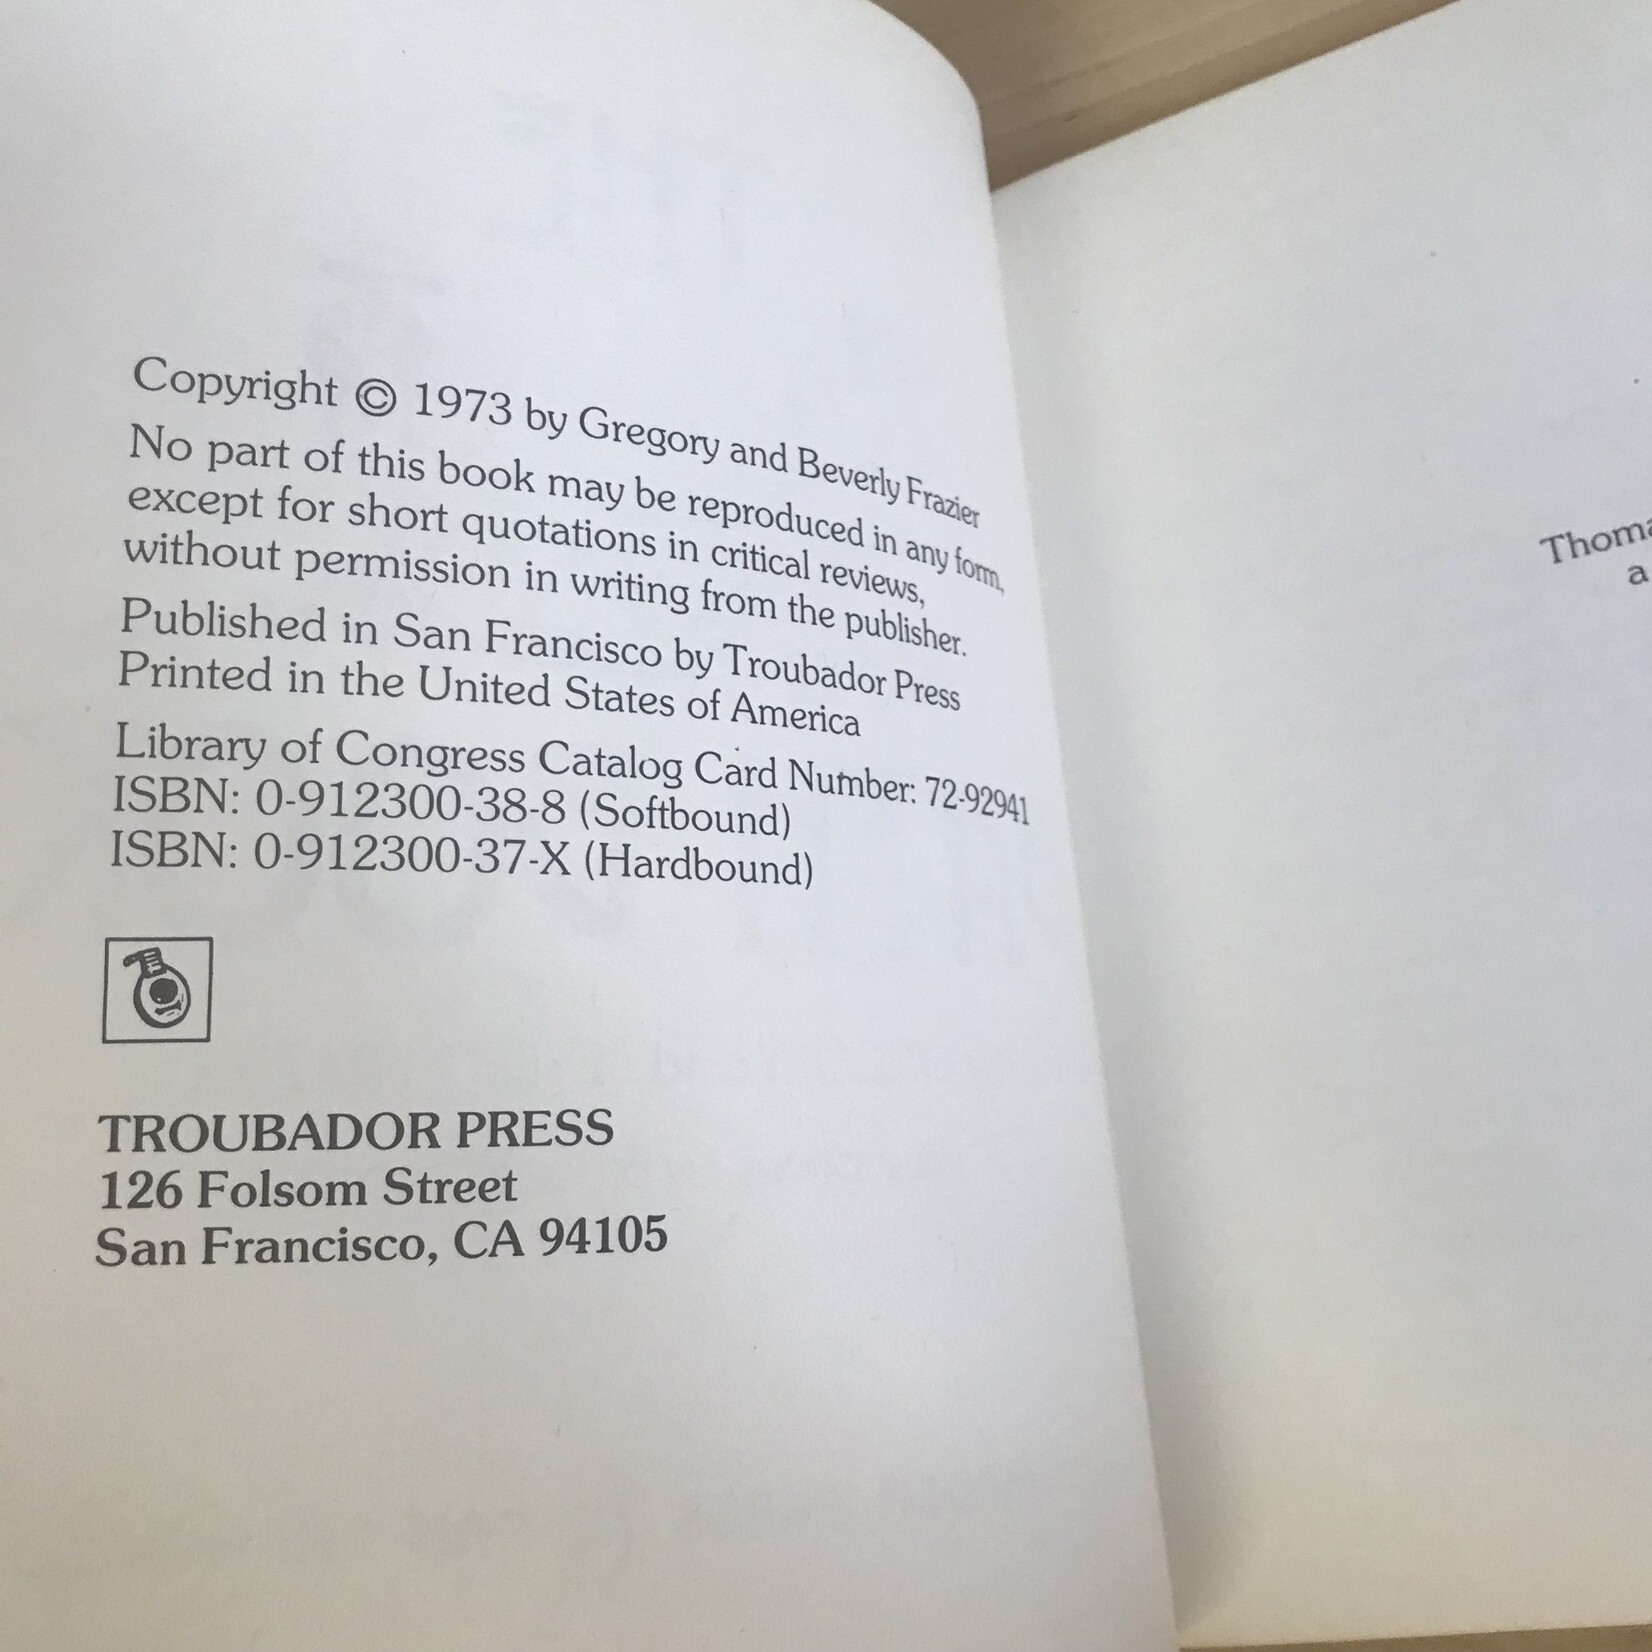 Copyright © 1973 by Gregory and Beverly Frazier
No part of this book may be reproduced in any form,
except for short quotations in critical reviews,
without permission in writing from the publisher.
Published in San Francisco by Troubador Press
Printed in the United States of America
Library of Congress Catalog Card Number: 72-92941
ISBN: 0-912300-38-8 (Softbound)
ISBN: 0-912300-37-X (Hardbound)
TROUBADOR PRESS
126 Folsom Street
San Francisco, CA 94105
Thoma
a